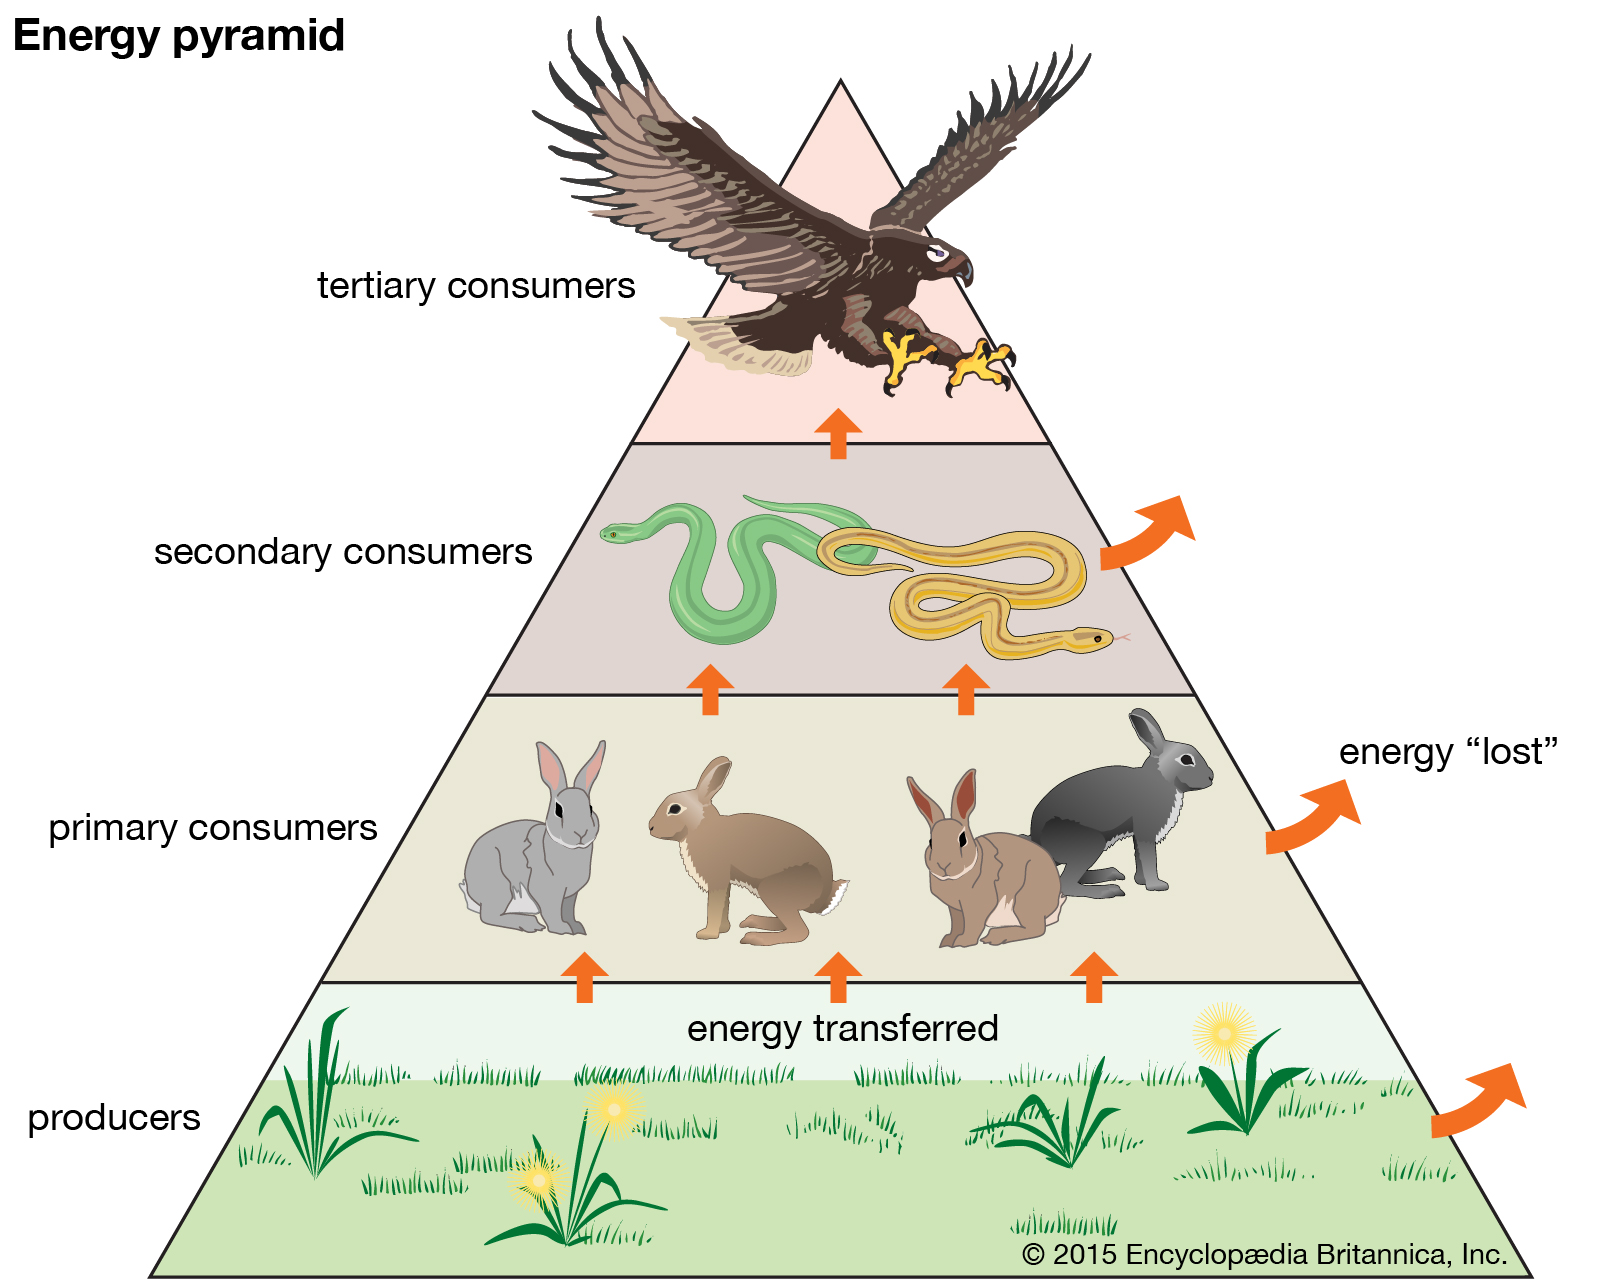 Energy pyramid
tertiary consumers
secondary consumers
energy “lost”
primary consumers
energy transferred
producers
© 2015 Encyclopædia Britannica, Inc.